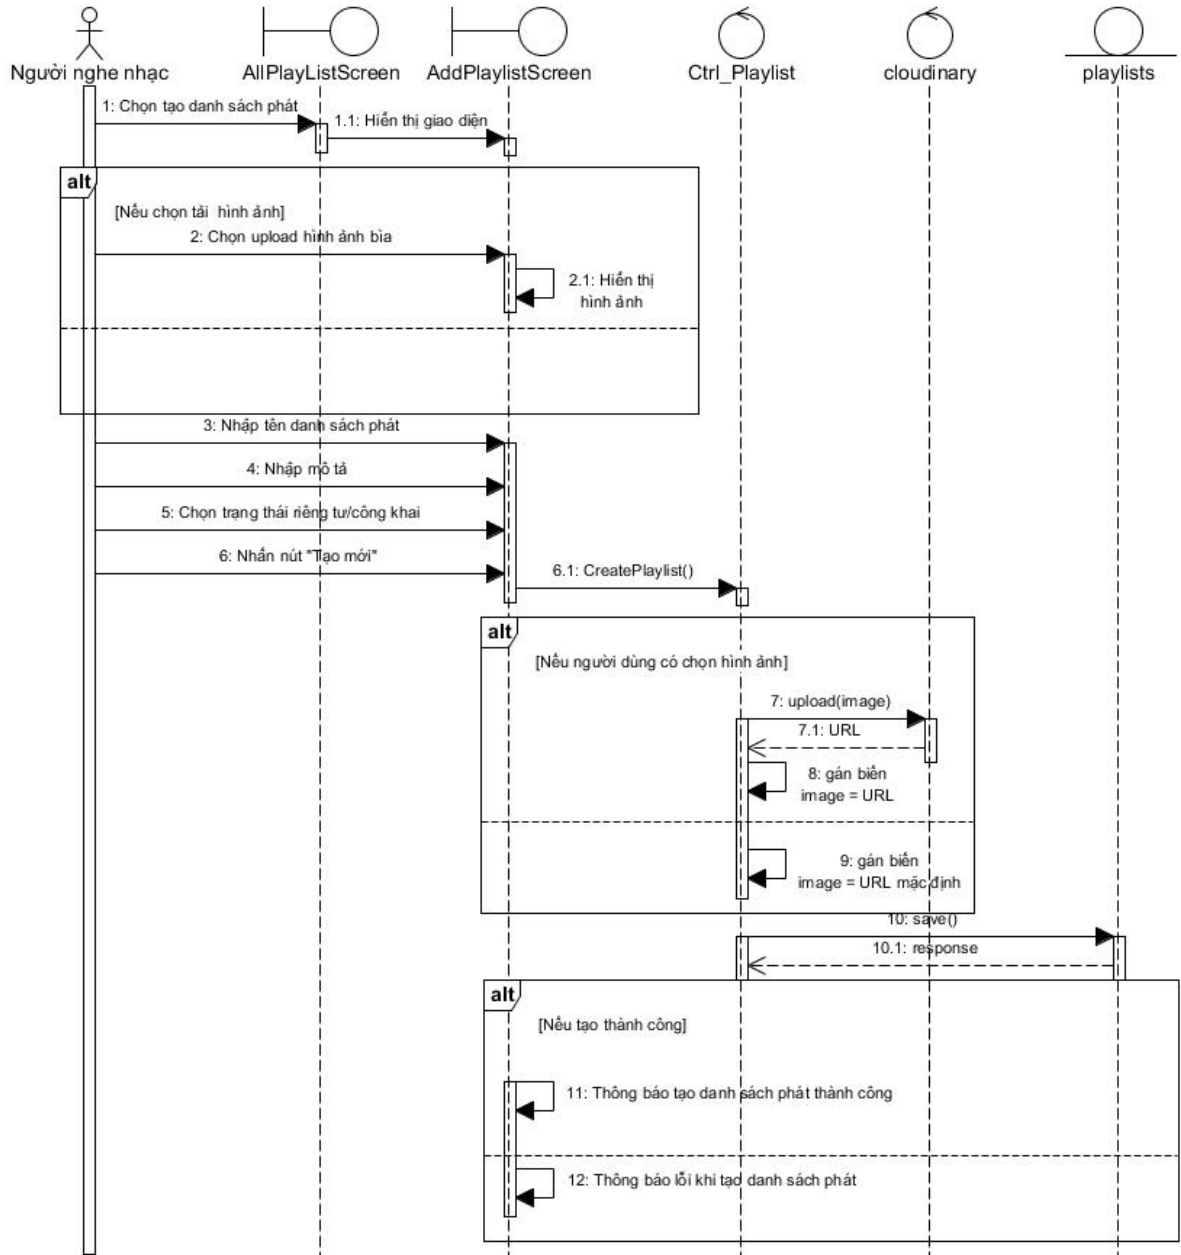 Người nghe nhạc
AllPlayListScreen
AddPlaylistScreen
Ctrl_Playlist
cloudinary
playlists
1: Chọn tạo danh sách phát
1.1: Hiển thị giao diện
alt
[Nếu chọn tải hình ảnh]
2: Chọn upload hình ảnh bìa
2.1: Hiển thị
hình ảnh
3: Nhập tên danh sách phát
4: Nhập mô tả
5: Chọn trạng thái riêng tư/công khai
6: Nhấn nút "Tạo mới"
6.1: CreatePlaylist()
alt
[Nếu người dùng có chọn hình ảnh]
7: upload(image)
7.1: URL
8: gán biến
image = URL
9: gán biến
image = URL mặc định
10: save()
10.1: response
alt
[Nếu tạo thành công]
11: Thông báo tạo danh sách phát thành công
12: Thông báo lỗi khi tạo danh sách phát